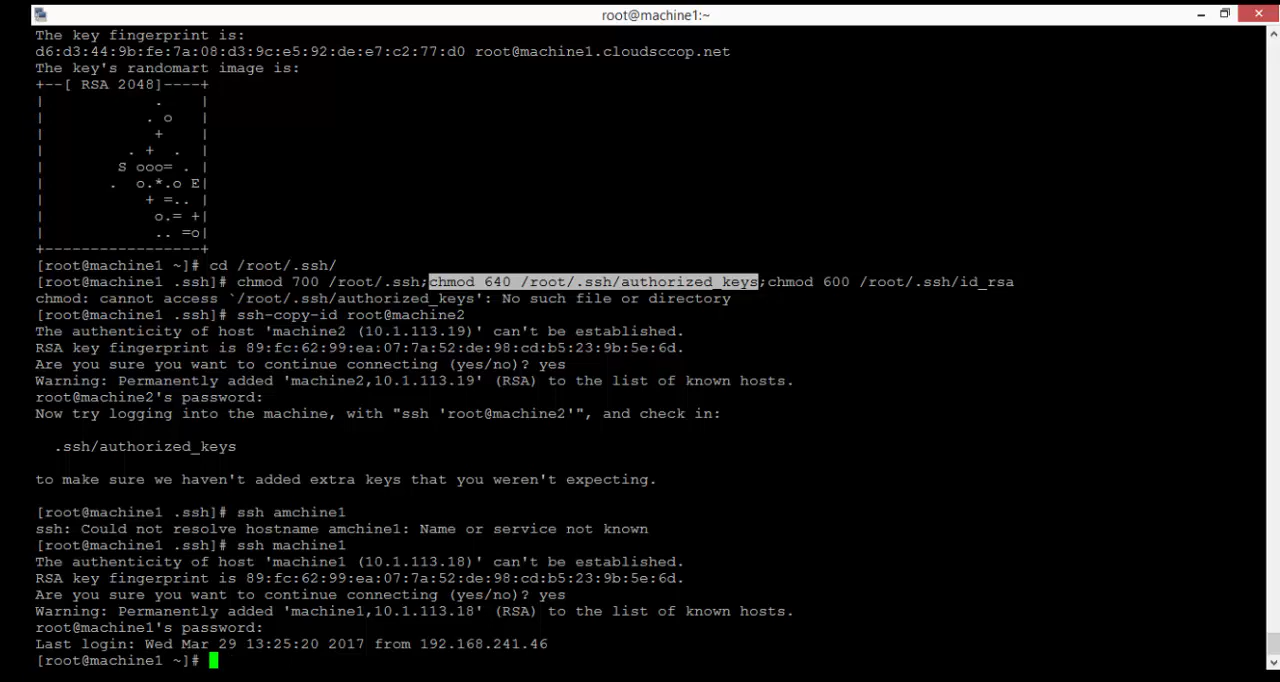 root@machine1:~
The key fingerprint is:
d6:d3:44:9b:fe:7a:08:d3:9c:e5:92:de:e7:c2:77:d0 root@machine1.cloudsccop.net
The key's randomart image is:
+--[ RSA 2048]----+
|             .    |
|            . o   |
|             +    |
|          . +  .  |
|         S ooo= . |
|        .  o.*.o E|
|            + =.. |
|             o.= +|
|             .. =o|
+-----------------+
[root@machine1 ~]# cd /root/.ssh/
[root@machine1 .ssh]# chmod 700 /root/.ssh;chmod 640 /root/.ssh/authorized_keys;chmod 600 /root/.ssh/id_rsa
chmod: cannot access `/root/.ssh/authorized_keys': No such file or directory
[root@machine1 .ssh]# ssh-copy-id root@machine2
The authenticity of host 'machine2 (10.1.113.19)' can't be established.
RSA key fingerprint is 89:fc:62:99:ea:07:7a:52:de:98:cd:b5:23:9b:5e:6d.
Are you sure you want to continue connecting (yes/no)? yes
Warning: Permanently added 'machine2,10.1.113.19' (RSA) to the list of known hosts.
root@machine2's password:
Now try logging into the machine, with "ssh 'root@machine2'", and check in:
.ssh/authorized_keys
to make sure we haven't added extra keys that you weren't expecting.
[root@machine1 .ssh]# ssh amchine1
ssh: Could not resolve hostname amchine1: Name or service not known
[root@machine1 .ssh]# ssh machine1
The authenticity of host 'machine1 (10.1.113.18)' can't be established.
RSA key fingerprint is 89:fc:62:99:ea:07:7a:52:de:98:cd:b5:23:9b:5e:6d.
Are you sure you want to continue connecting (yes/no)? yes
Warning: Permanently added 'machine1,10.1.113.18' (RSA) to the list of known hosts.
root@machine1's password:
Last login: Wed Mar 29 13:25:20 2017 from 192.168.241.46
[root@machine1 ~]#